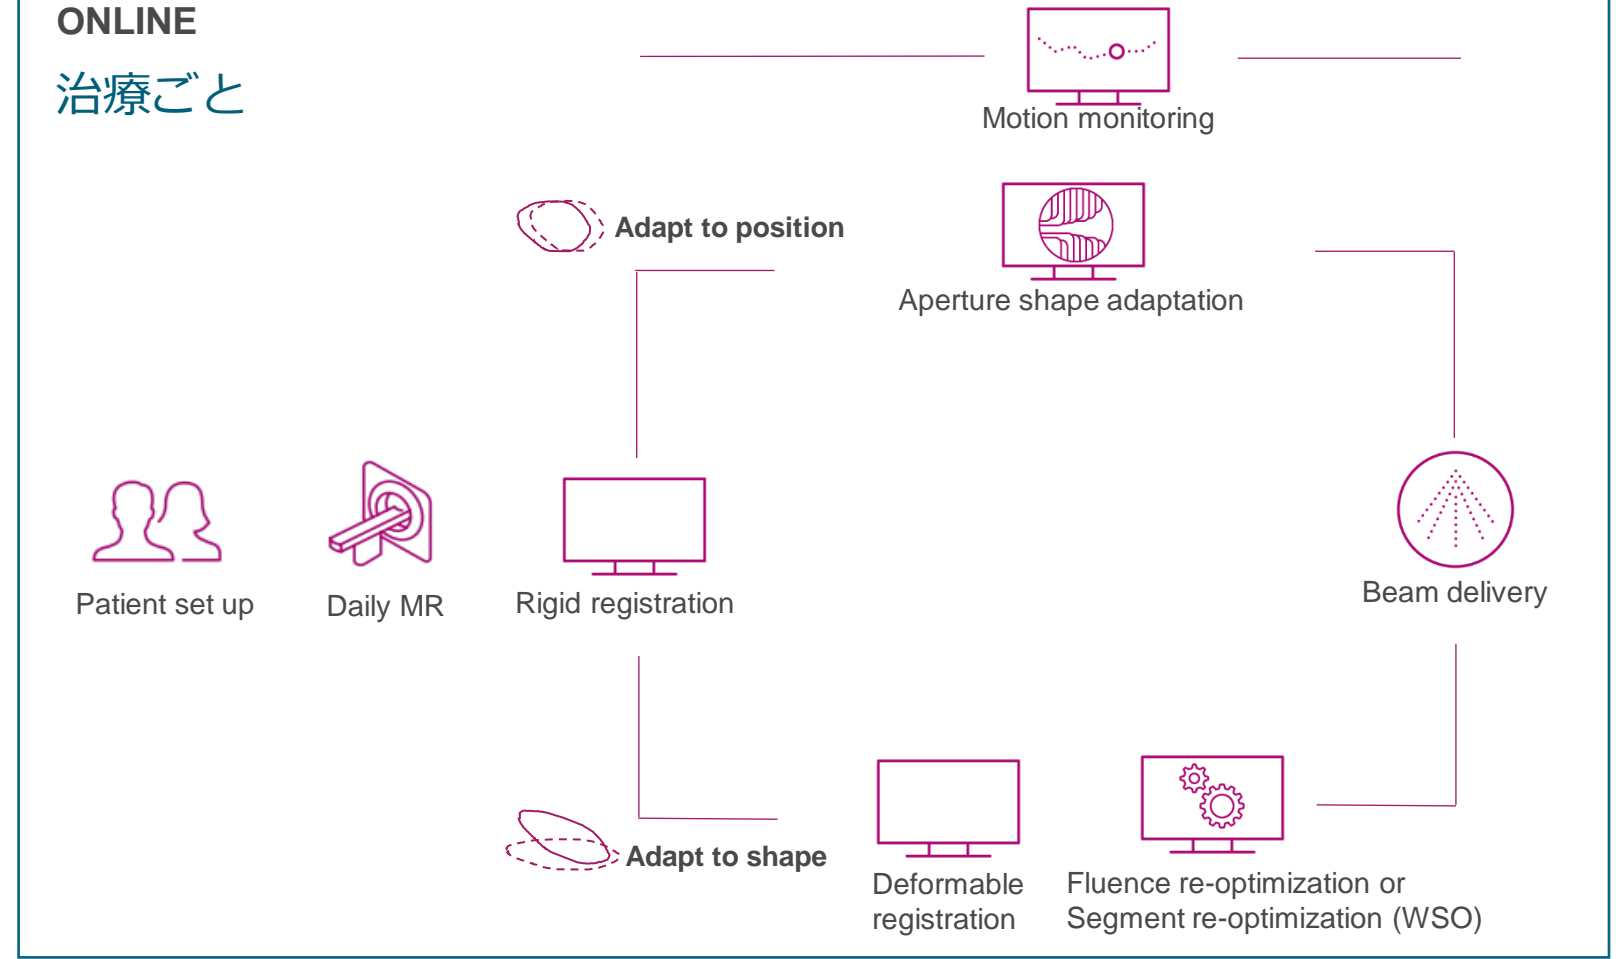 ONLINE
治療ごと
Motion monitoring
Adapt to position
Aperture shape adaptation
Patient set up
Daily MR
Rigid registration
Beam delivery
Adapt to shape
Deformable
registration
Fluence re-optimization or
Segment re-optimization (WSO)